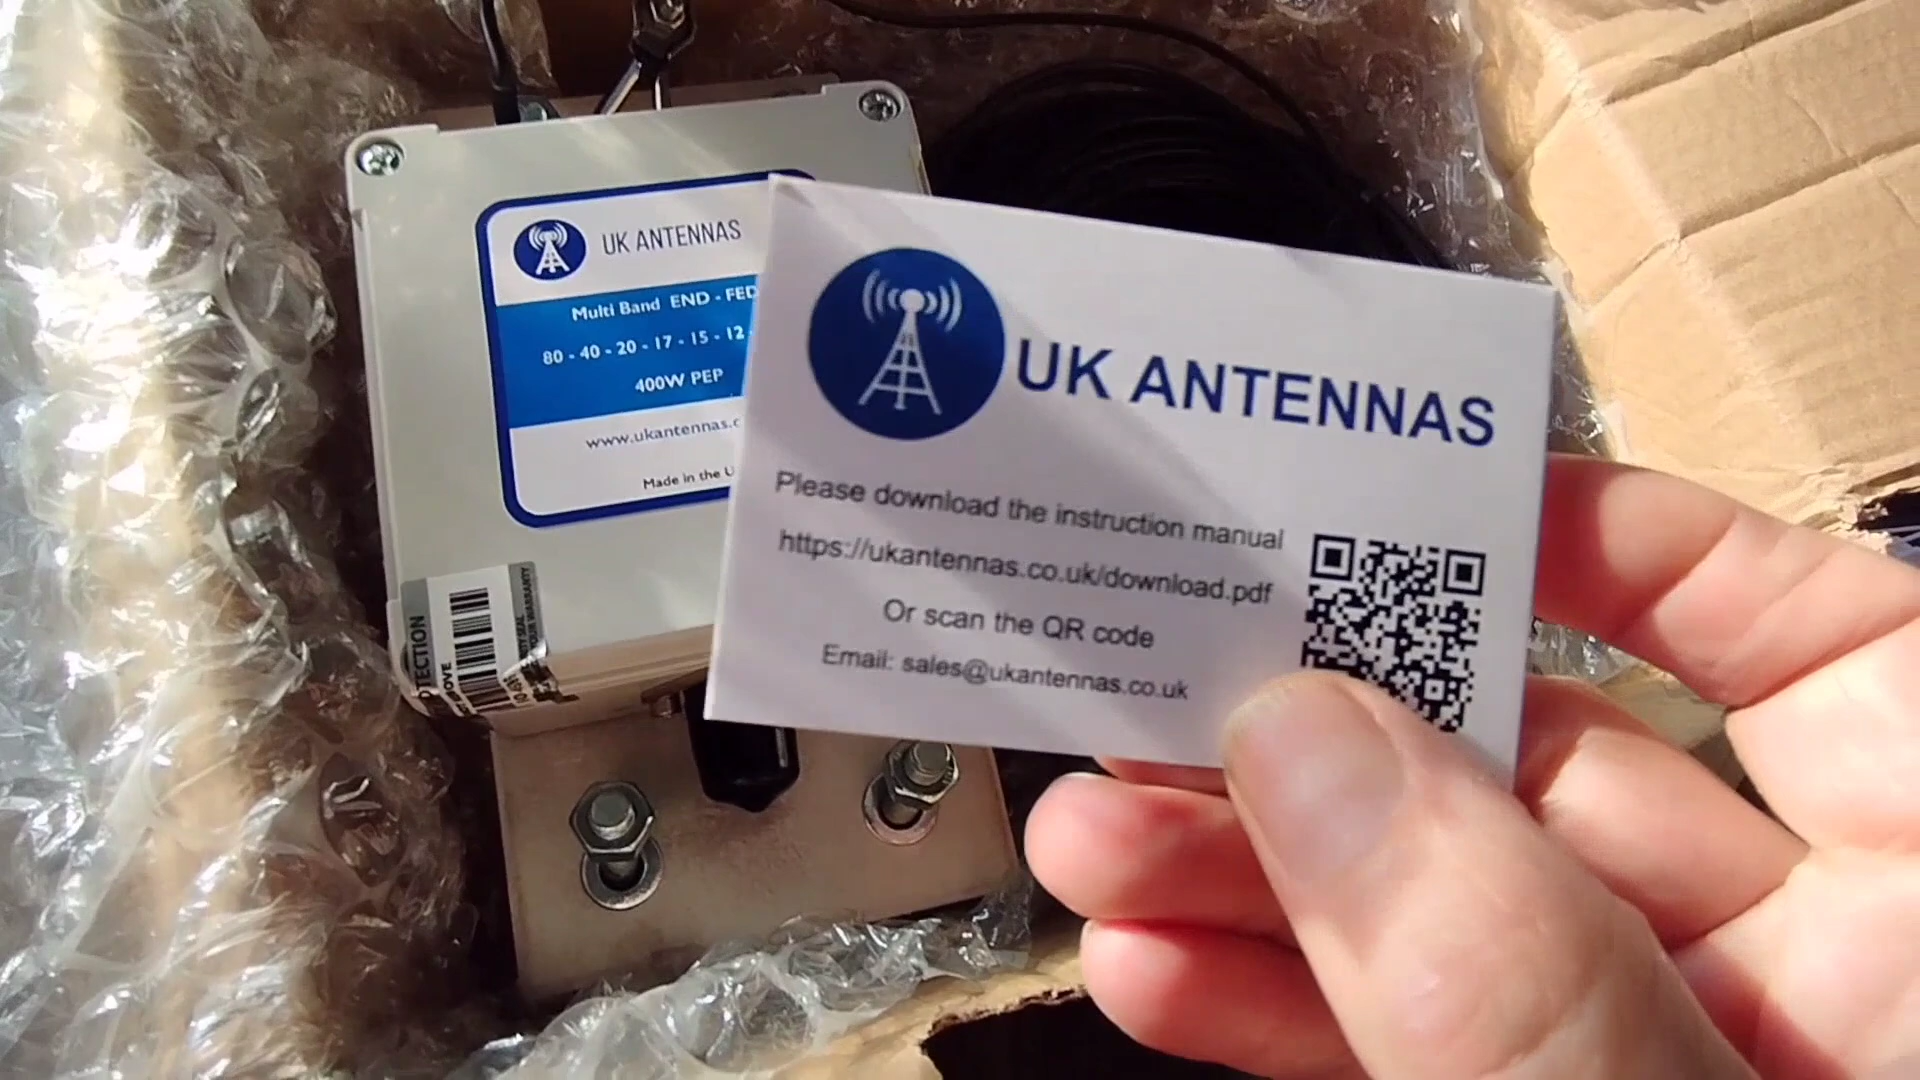 UK ANTENNAS
Multi Band END - FED
80 - 40 - 20 - 17 - 15 - 12
400W PEP
www.ukantennas.c
Made in the U
UK ANTENNAS
Please download the instruction manual
https://ukantennas.co.uk/download.pdf
Or scan the QR code
Email: sales@ukantennas.co.uk